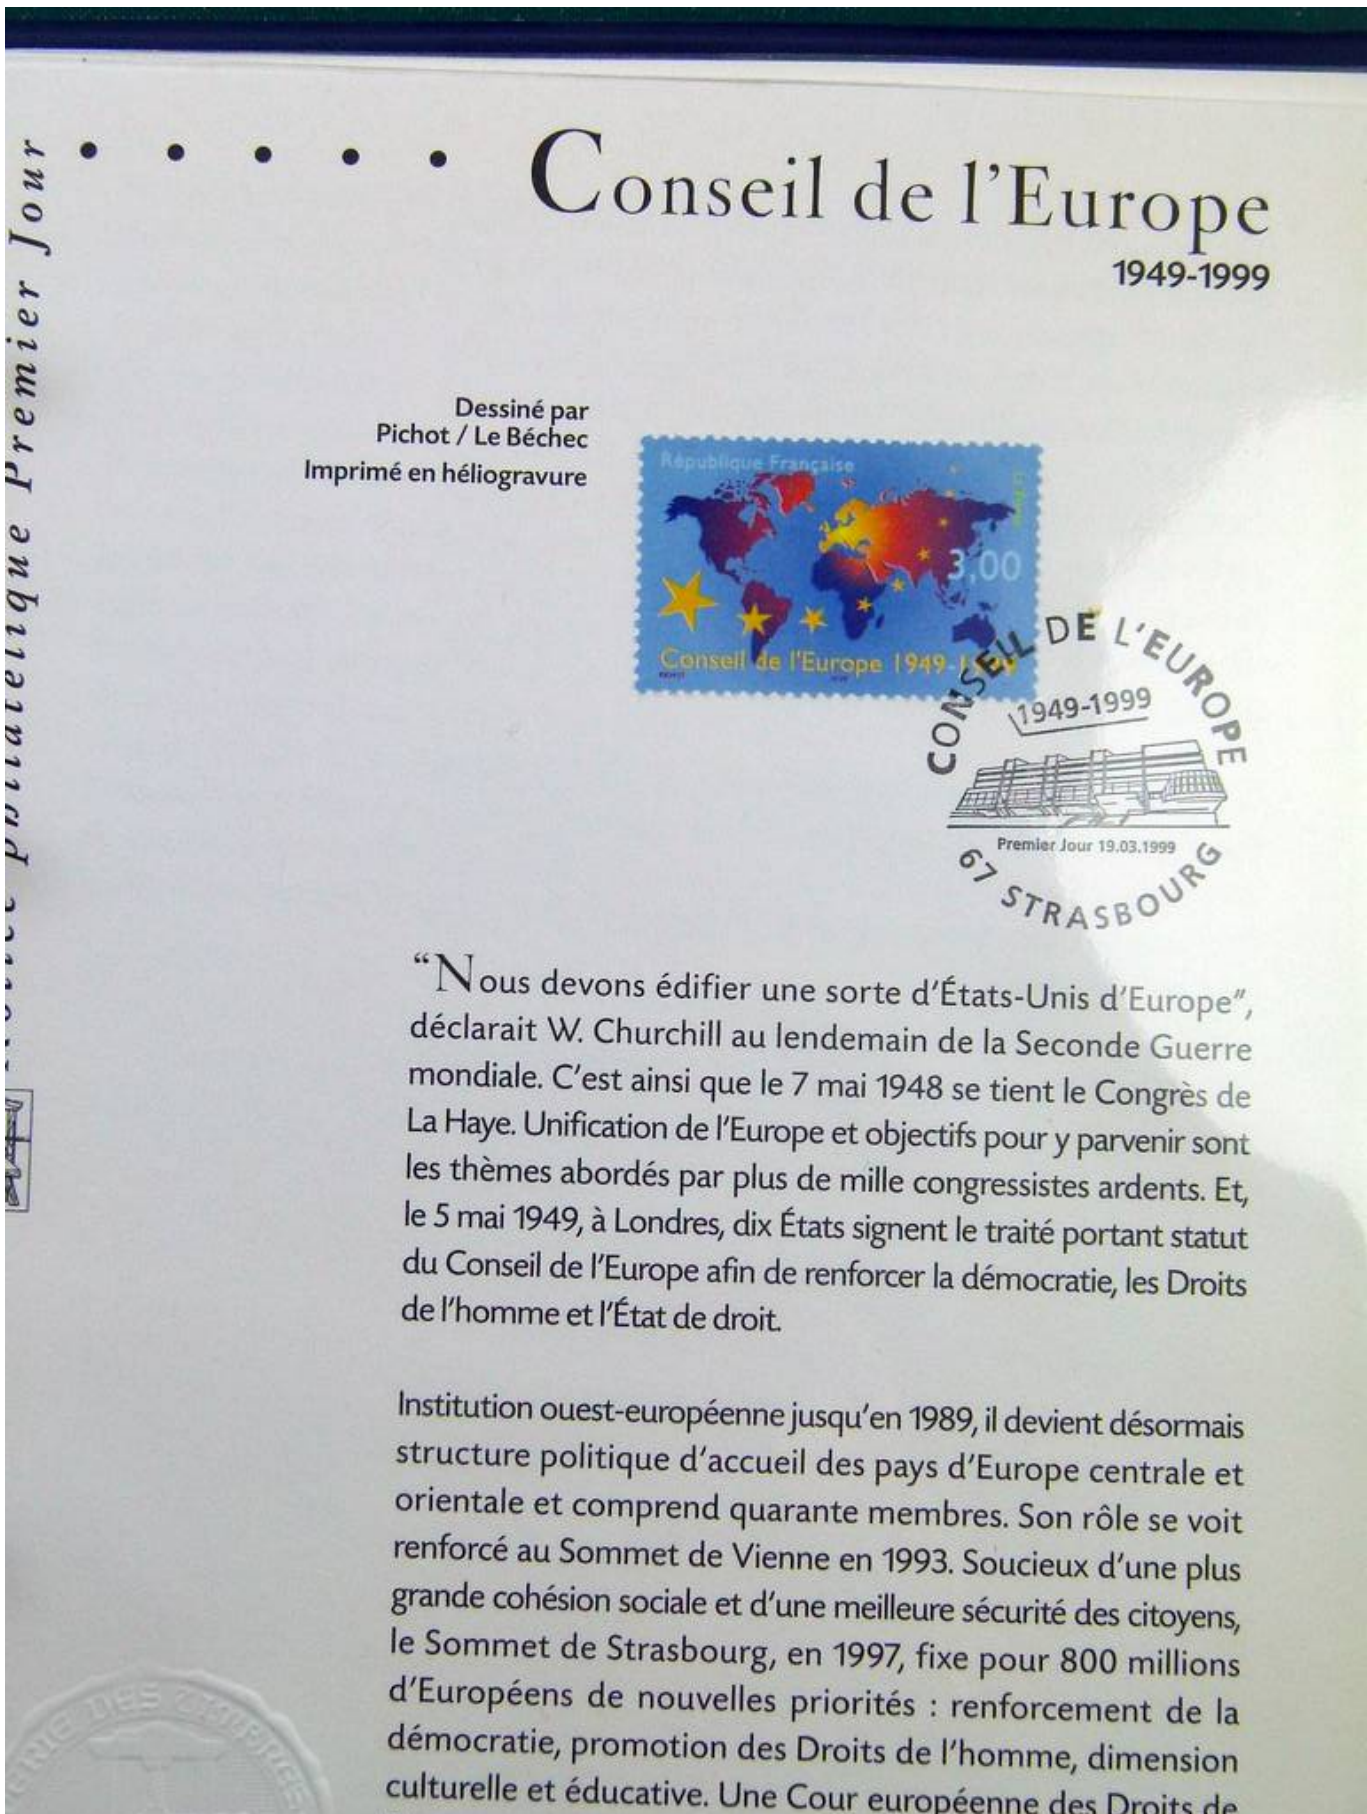 Conseil de l'Europe
1949-1999
Premier Jour
Dessiné par
Pichot / Le Béchec
Imprimé en héliogravure
République Française
La Poste
3,00
Conseil de l'Europe 1949-1999
CONSEIL DE L'EUROPE
1949-1999
Premier Jour 19.03.1999
67 STRASBOURG
“Nous devons édifier une sorte d'États-Unis d'Europe”,
déclarait W. Churchill au lendemain de la Seconde Guerre
mondiale. C'est ainsi que le 7 mai 1948 se tient le Congrès de
La Haye. Unification de l'Europe et objectifs pour y parvenir sont
les thèmes abordés par plus de mille congressistes ardents. Et,
le 5 mai 1949, à Londres, dix États signent le traité portant statut
du Conseil de l'Europe afin de renforcer la démocratie, les Droits
de l'homme et l'État de droit.
Institution ouest-européenne jusqu'en 1989, il devient désormais
structure politique d'accueil des pays d'Europe centrale et
orientale et comprend quarante membres. Son rôle se voit
renforcé au Sommet de Vienne en 1993. Soucieux d'une plus
grande cohésion sociale et d'une meilleure sécurité des citoyens,
le Sommet de Strasbourg, en 1997, fixe pour 800 millions
d'Européens de nouvelles priorités : renforcement de la
démocratie, promotion des Droits de l'homme, dimension
culturelle et éducative. Une Cour européenne des Droits de